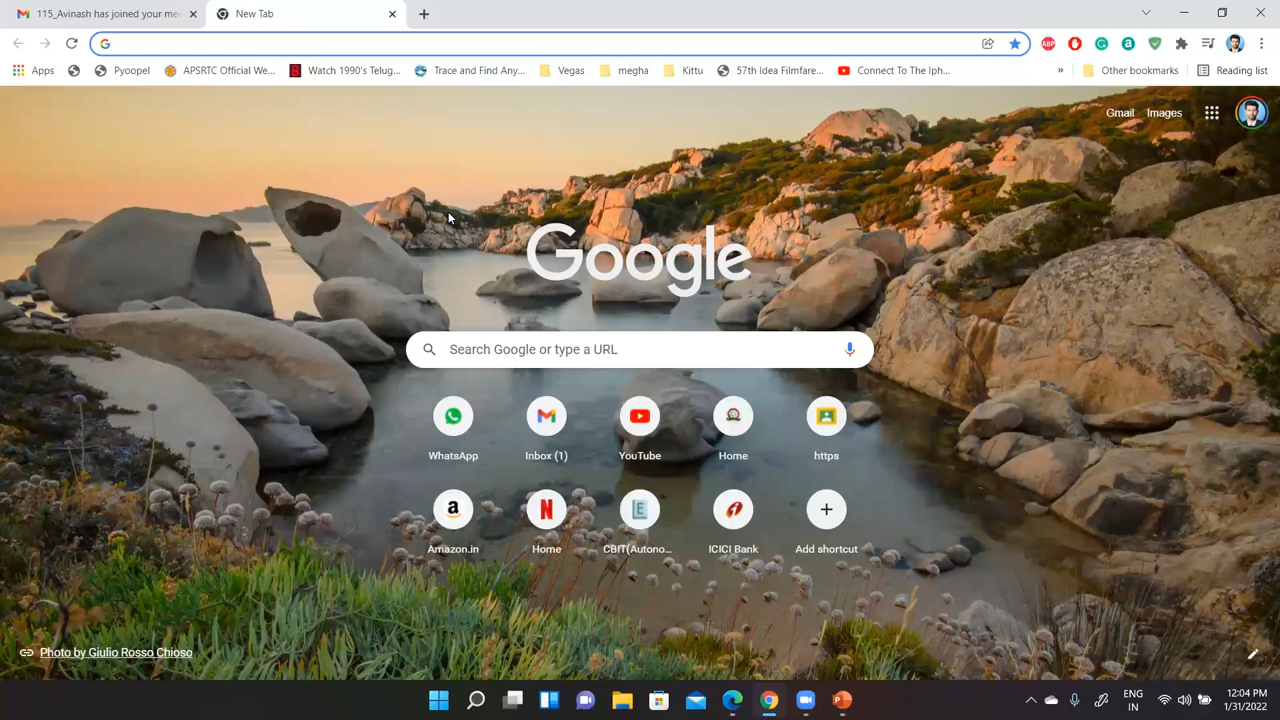 115_Avinash has joined your me
New Tab
Apps
Pyoopel
APSRTC Official We...
Watch 1990's Telug...
Trace and Find Any...
Vegas
megha
Kittu
57th Idea Filmfare...
Connect To The Iph...
»
Other bookmarks
Reading list
ABP
Gmail
Images
Google
Search Google or type a URL
WhatsApp
Inbox (1)
YouTube
Home
https
Amazon.in
Home
CBIT(Autono...
ICICI Bank
Add shortcut
Photo by Giulio Rosso Chioso
ENG
IN
12:04 PM
1/31/2022